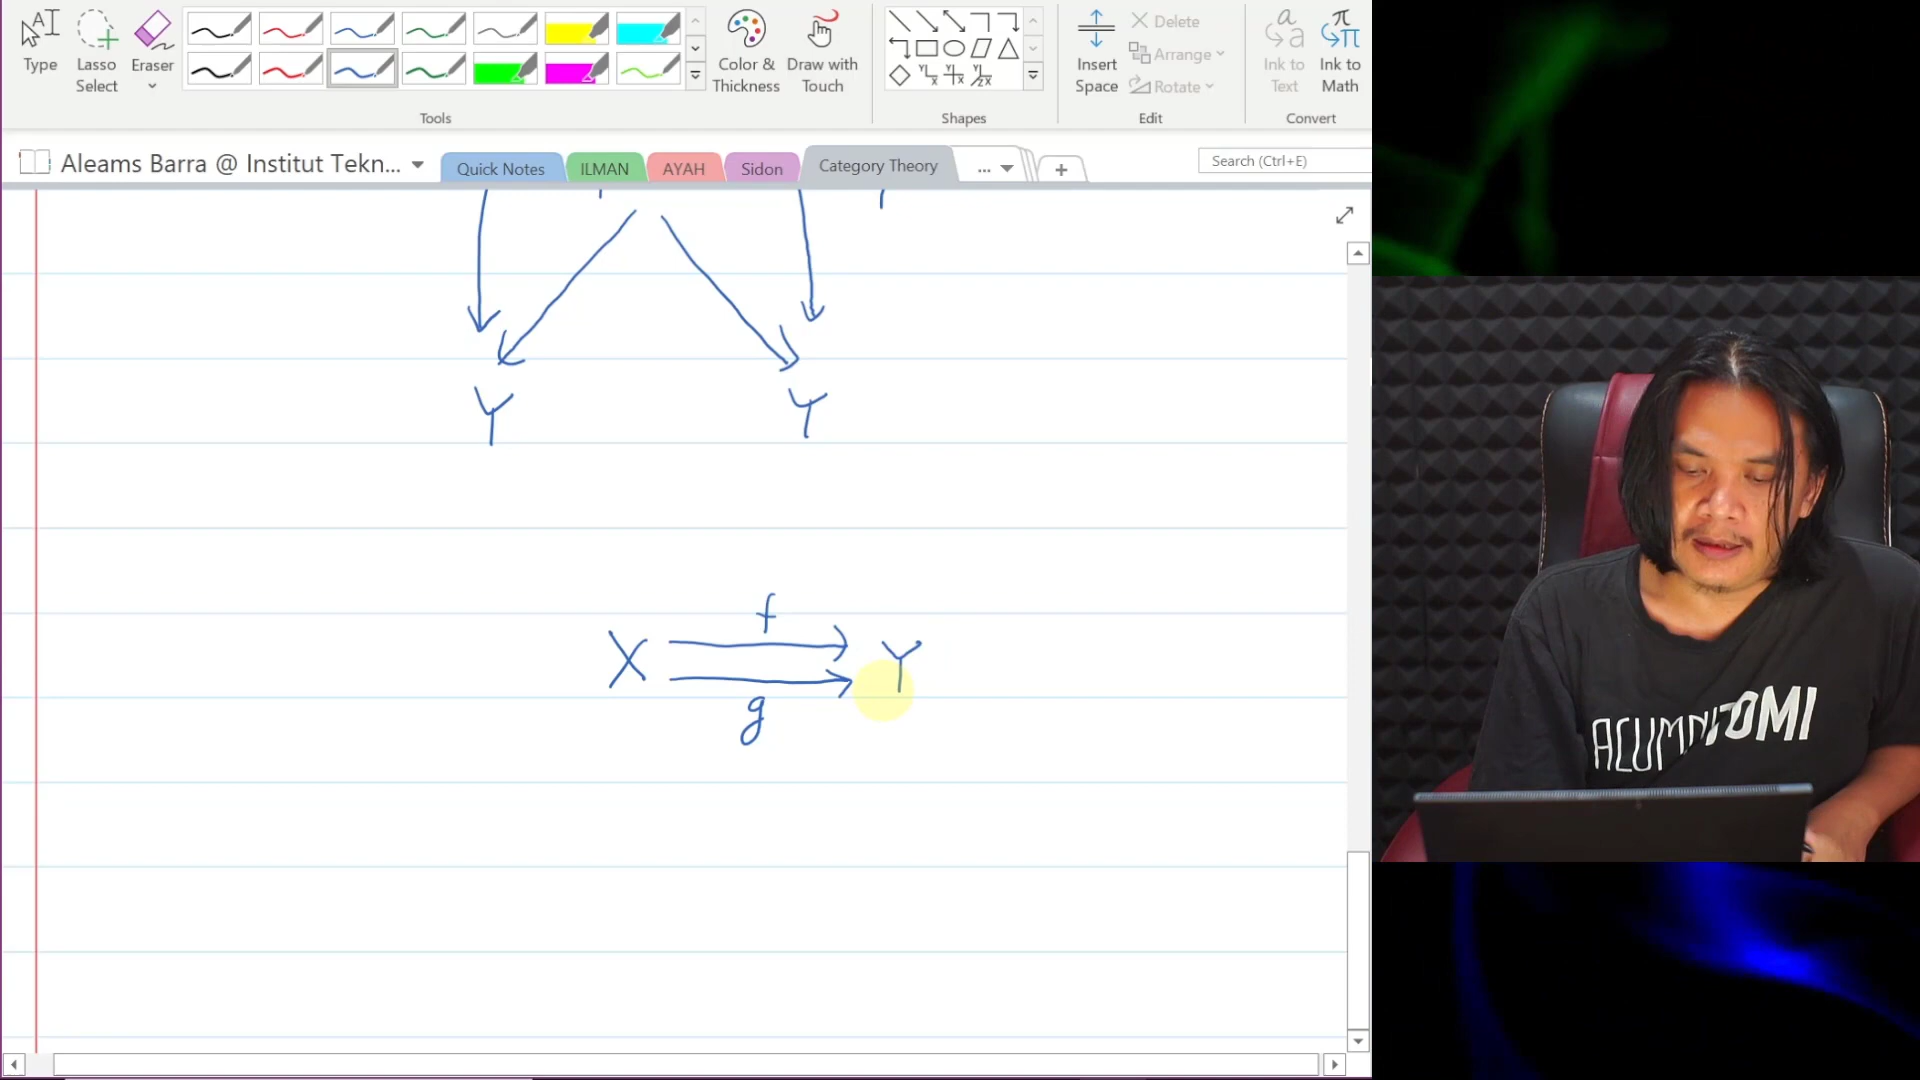 Type
Lasso Select
Eraser
Color & Thickness
Draw with Touch
Insert Space
Delete
Arrange
Rotate
a
a
Ink to Text
π
π
Ink to Math
Tools
Shapes
Edit
Convert
Aleams Barra @ Institut Tekn...
Quick Notes
ILMAN
AYAH
Sidon
Category Theory
...
+
Search (Ctrl+E)
Y Y
f
X Y
g